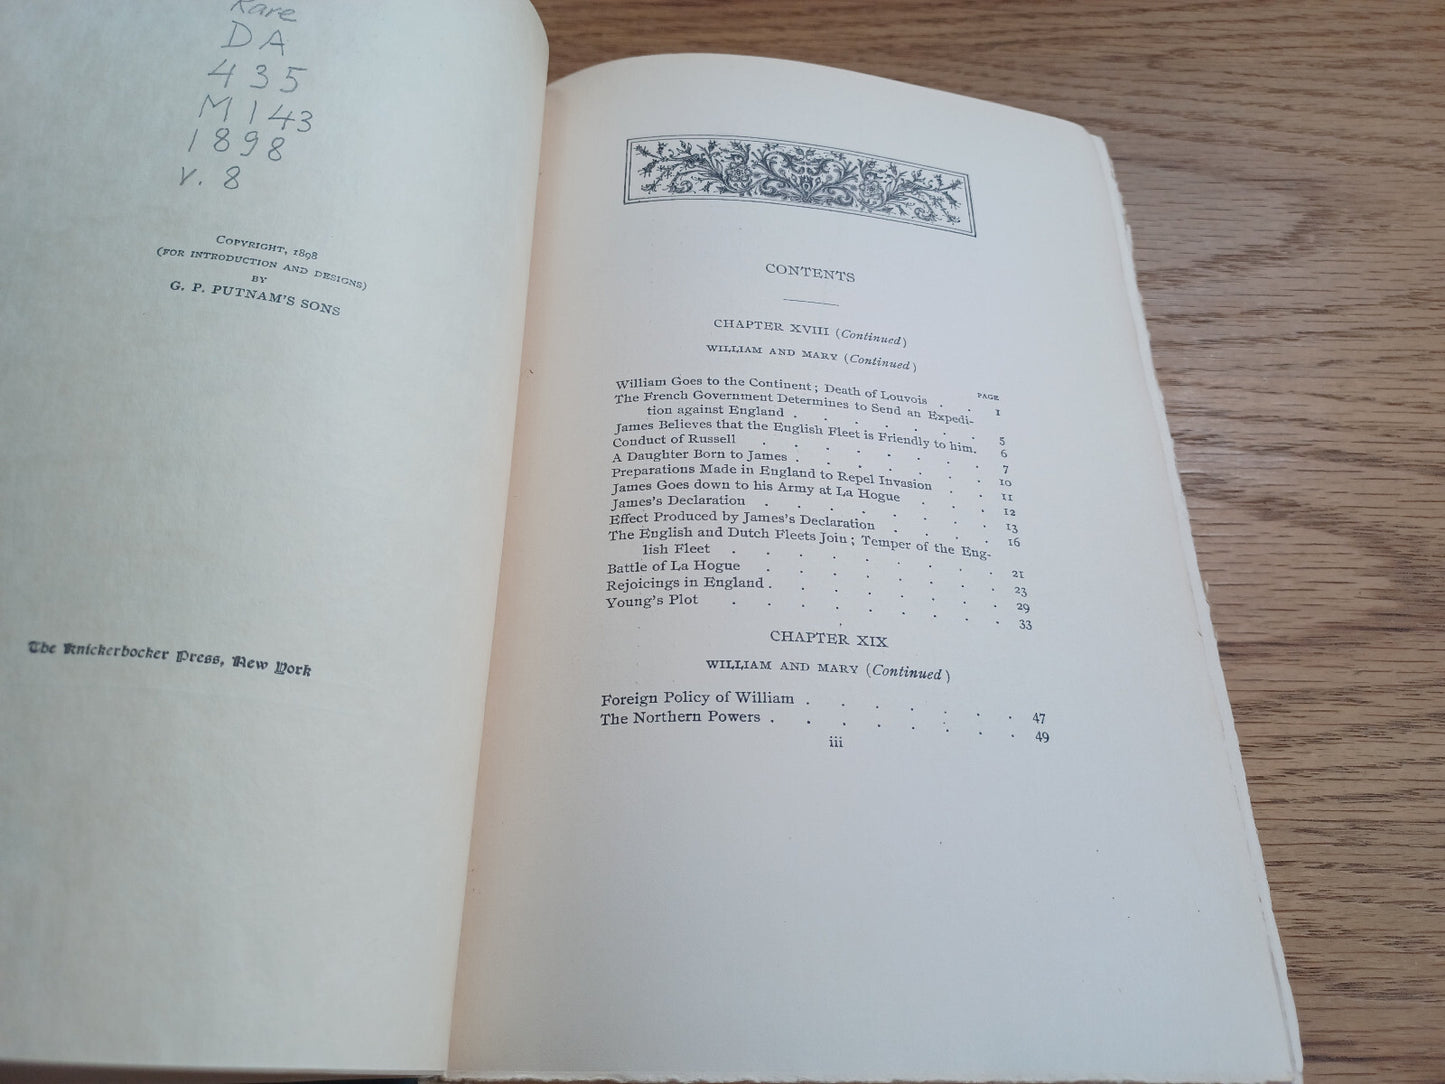 Rare
DA
435
M143
1898
v. 8
COPYRIGHT, 1898
(FOR INTRODUCTION AND DESIGNS)
BY
G. P. PUTNAM'S SONS
The Knickerbocker Press, New York
CONTENTS
CHAPTER XVIII (Continued)
WILLIAM AND MARY (Continued)
PAGE
William Goes to the Continent; Death of Louvois . . 1
The French Government Determines to Send an Expedi-
tion against England . . . . . . . 5
James Believes that the English Fleet is Friendly to him. 6
Conduct of Russell . . . . . . . 7
A Daughter Born to James . . . . . . 10
Preparations Made in England to Repel Invasion . . 11
James Goes down to his Army at La Hogue . . . 12
James's Declaration . . . . . . . 13
Effect Produced by James's Declaration . . . . 16
The English and Dutch Fleets Join; Temper of the Eng-
lish Fleet . . . . . . . . 21
Battle of La Hogue . . . . . . . 23
Rejoicings in England . . . . . . . 29
Young's Plot . . . . . . . . 33
CHAPTER XIX
WILLIAM AND MARY (Continued)
Foreign Policy of William . . . . . . . 47
The Northern Powers . . . . . . . . 49
iii